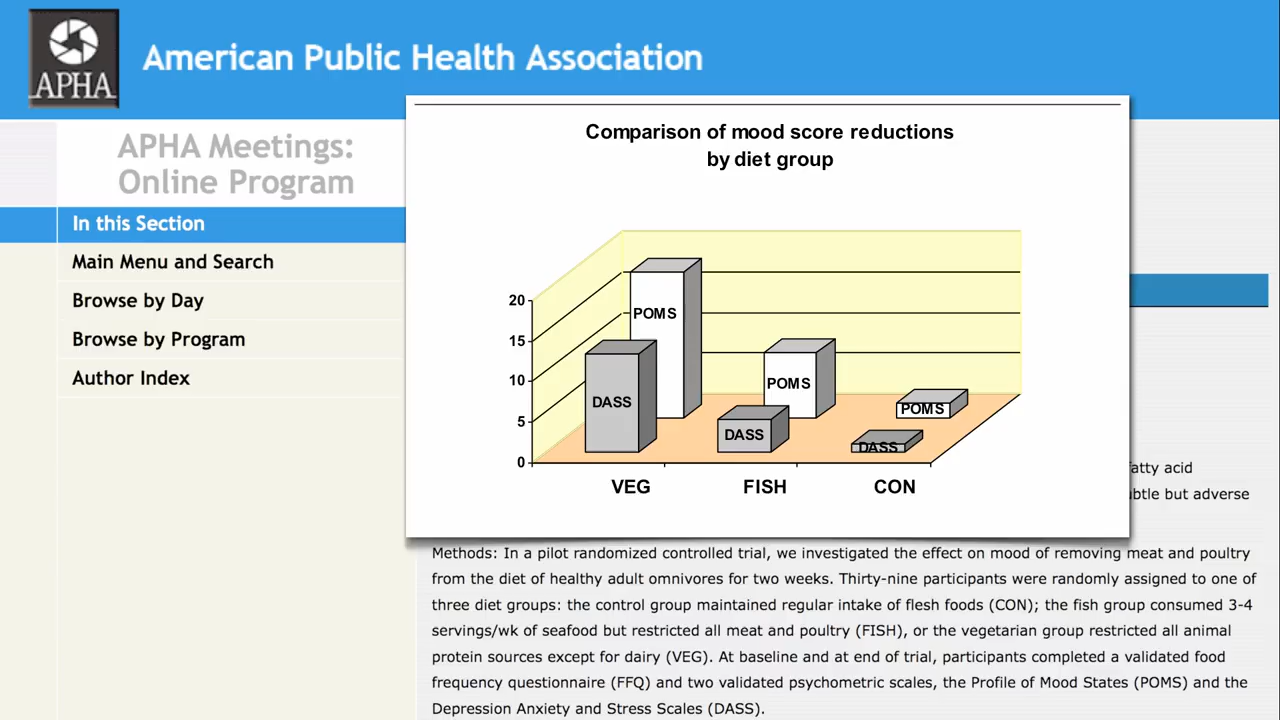 APHA
American Public Health Association
APHA Meetings:
Online Program
In this Section
Main Menu and Search
Browse by Day
Browse by Program
Author Index
Comparison of mood score reductions
by diet group
20
15
10
5
0
POMS
DASS
POMS
DASS
POMS
DASS
VEG FISH CON
acid
but adverse
Methods: In a pilot randomized controlled trial, we investigated the effect on mood of removing meat and poultry
from the diet of healthy adult omnivores for two weeks. Thirty-nine participants were randomly assigned to one of
three diet groups: the control group maintained regular intake of flesh foods (CON); the fish group consumed 3-4
servings/wk of seafood but restricted all meat and poultry (FISH), or the vegetarian group restricted all animal
protein sources except for dairy (VEG). At baseline and at end of trial, participants completed a validated food
frequency questionnaire (FFQ) and two validated psychometric scales, the Profile of Mood States (POMS) and the
Depression Anxiety and Stress Scales (DASS).